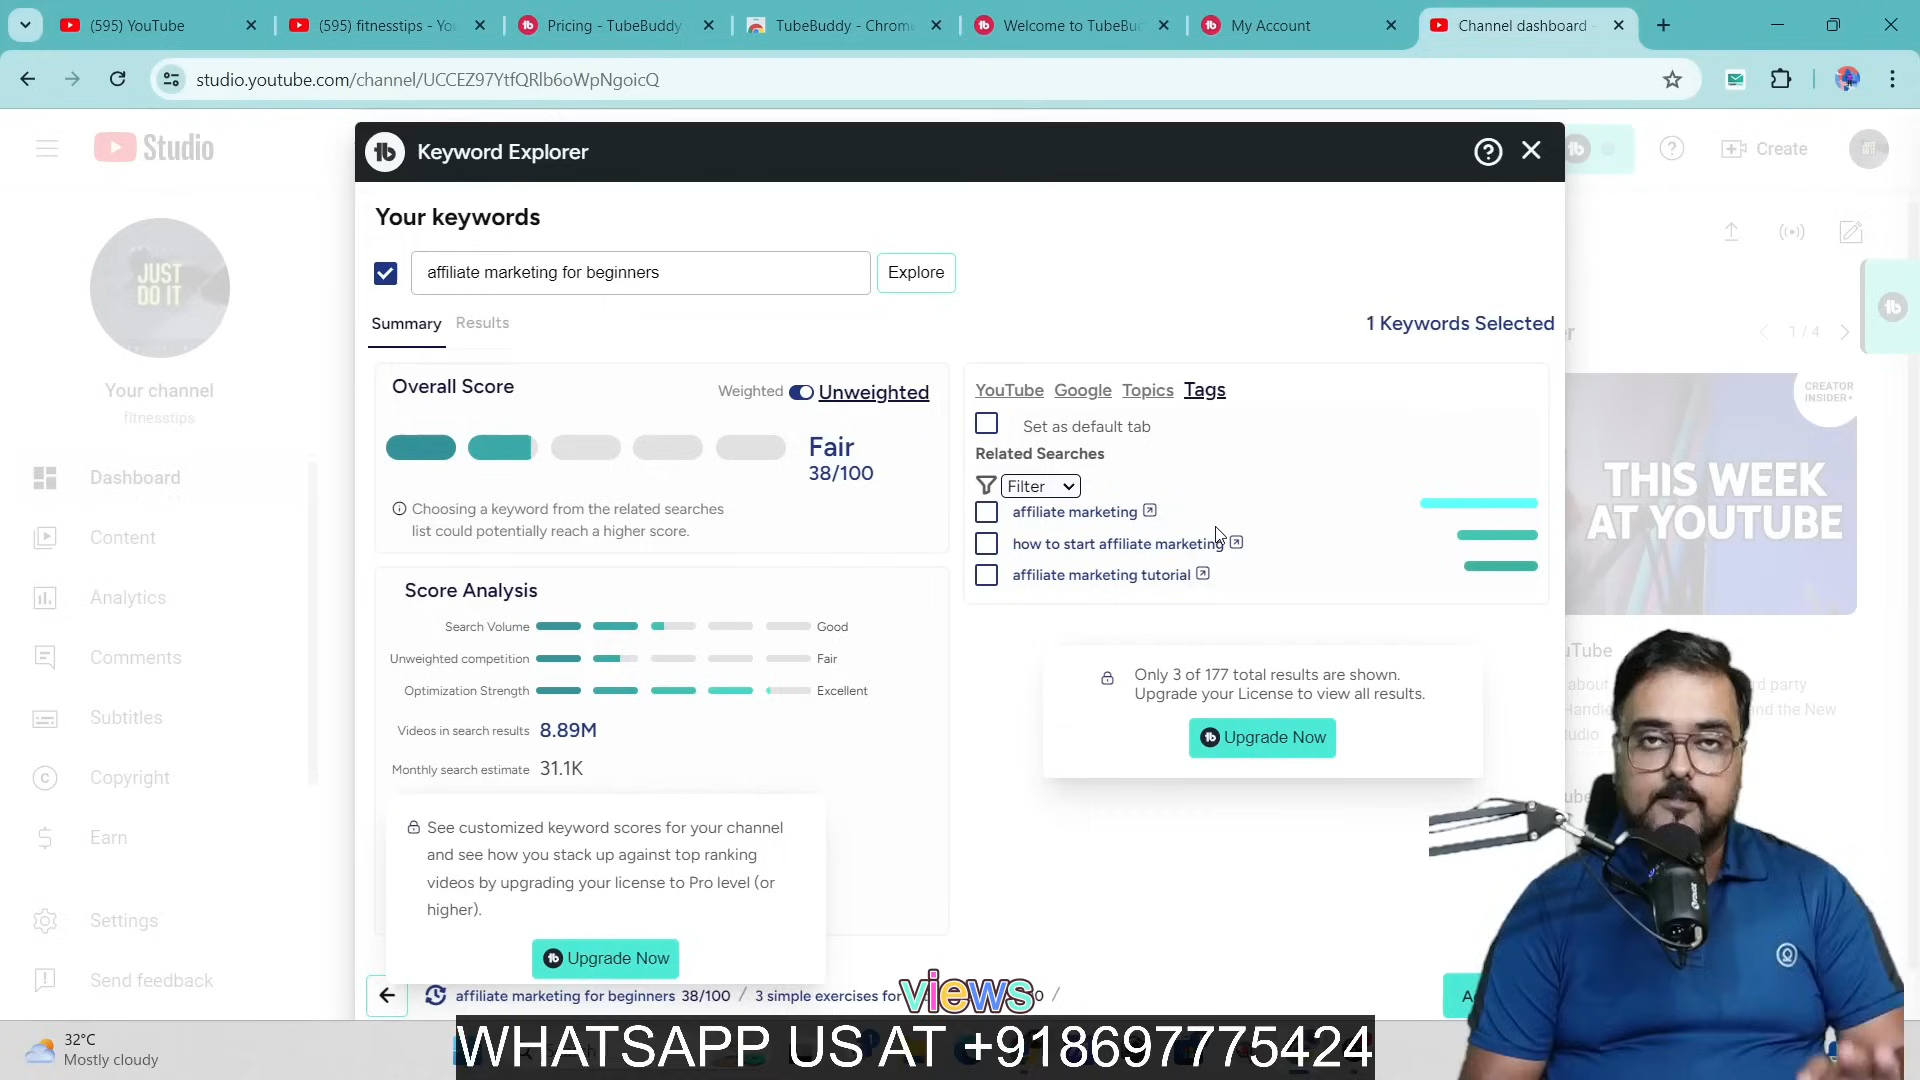 (595) YouTube
(595) fitnesstips - Yo
Pricing - TubeBuddy
TubeBuddy - Chrom
Welcome to TubeBu
My Account
Channel dashboard -
studio.youtube.com/channel/UCCEZ97YtfQRlb6oWpNgoicQ
Studio
Keyword Explorer
Create
Your keywords
affiliate marketing for beginners
Explore
JUST
DO IT
Summary
Results
1 Keywords Selected
1 / 4
Your channel
fitnesstips
Overall Score
Weighted
Unweighted
Fair
38/100
Choosing a keyword from the related searches
list could potentially reach a higher score.
YouTube Google Topics Tags
Set as default tab
Related Searches
Filter
affiliate marketing
how to start affiliate marketing
affiliate marketing tutorial
CREATOR
INSIDER+
THIS WEEK
AT YOUTUBE
Dashboard
Content
Analytics
Comments
Subtitles
Copyright
Earn
Settings
Send feedback
Score Analysis
Search Volume Good
Unweighted competition Fair
Optimization Strength Excellent
Videos in search results 8.89M
Monthly search estimate 31.1K
Only 3 of 177 total results are shown.
Upgrade your License to view all results.
Upgrade Now
See customized keyword scores for your channel
and see how you stack up against top ranking
videos by upgrading your license to Pro level (or
higher).
Upgrade Now
affiliate marketing for beginners 38/100 / 3 simple exercises for
views
32°C
Mostly cloudy
WHATSAPP US AT +918697775424